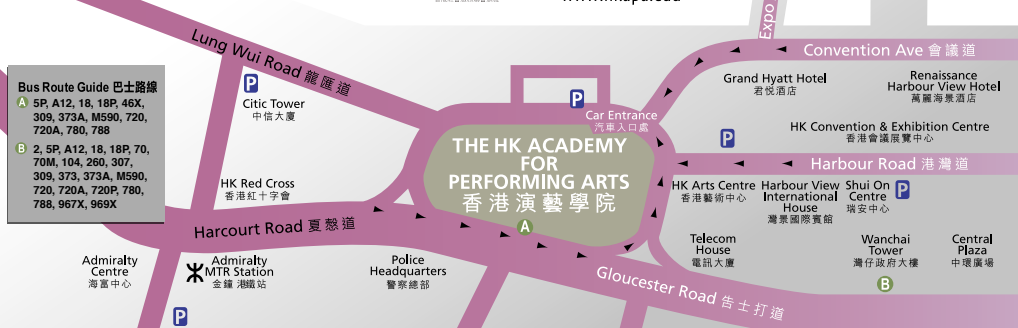 Expo
Lung Wui Road 龍匯道
Convention Ave 會議道
Bus Route Guide 巴士路線
A 5P, A12, 18, 18P, 46X,
309, 373A, M590, 720,
720A, 780, 788
B 2, 5P, A12, 18, 18P, 70,
70M, 104, 260, 307,
309, 373, 373A, M590,
720, 720A, 720P, 780,
788, 967X, 969X
P
Citic Tower
中信大廈
P
Car Entrance
汽車入口處
Grand Hyatt Hotel
君悦酒店
Renaissance
Harbour View Hotel
萬麗海景酒店
P
HK Convention & Exhibition Centre
香港會議展覽中心
THE HK ACADEMY
FOR
PERFORMING ARTS
香港演藝學院
A
Harbour Road 港灣道
HK Red Cross
香港紅十字會
HK Arts Centre
香港藝術中心
Harbour View
International
House
灣景國際賓館
Shui On
Centre
瑞安中心
P
Harcourt Road 夏慤道
Telecom
House
電訊大廈
Wanchai
Tower
灣仔政府大樓
B
Central
Plaza
中環廣場
Admiralty
Centre
海富中心
Admiralty
MTR Station
金鐘港鐵站
Police
Headquarters
警察總部
Gloucester Road 告士打道
P